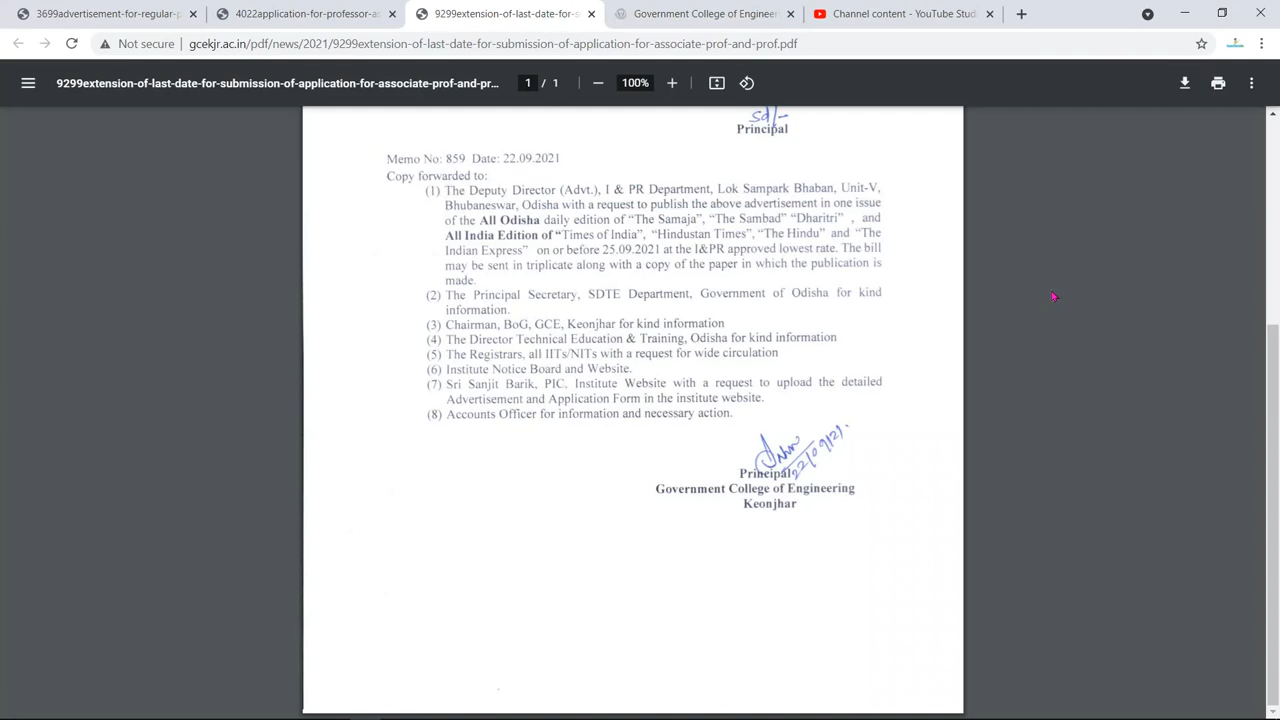 3699advertisement-for-regular-p
4022application-for-professor-as
9299extension-of-last-date-for-s
Government College of Engineer
Channel content - YouTube Stud
Not secure
gcekjr.ac.in/pdf/news/2021/9299extension-of-last-date-for-submission-of-application-for-associate-prof-and-prof.pdf
9299extension-of-last-date-for-submission-of-application-for-associate-prof-and-pr... 1 / 1 100%
sd/-
Principal
Memo No: 859 Date: 22.09.2021
Copy forwarded to:
(1) The Deputy Director (Advt.), I & PR Department, Lok Sampark Bhaban, Unit-V,
Bhubaneswar, Odisha with a request to publish the above advertisement in one issue
of the All Odisha daily edition of “The Samaja”, “The Sambad” “Dharitri” , and
All India Edition of “Times of India”, “Hindustan Times”, “The Hindu” and “The
Indian Express” on or before 25.09.2021 at the I&PR approved lowest rate. The bill
may be sent in triplicate along with a copy of the paper in which the publication is
made.
(2) The Principal Secretary, SDTE Department, Government of Odisha for kind
information.
(3) Chairman, BoG, GCE, Keonjhar for kind information
(4) The Director Technical Education & Training, Odisha for kind information
(5) The Registrars, all IITs/NITs with a request for wide circulation
(6) Institute Notice Board and Website.
(7) Sri Sanjit Barik, PIC, Institute Website with a request to upload the detailed
Advertisement and Application Form in the institute website.
(8) Accounts Officer for information and necessary action.
22/09/21.
Principal
Government College of Engineering
Keonjhar